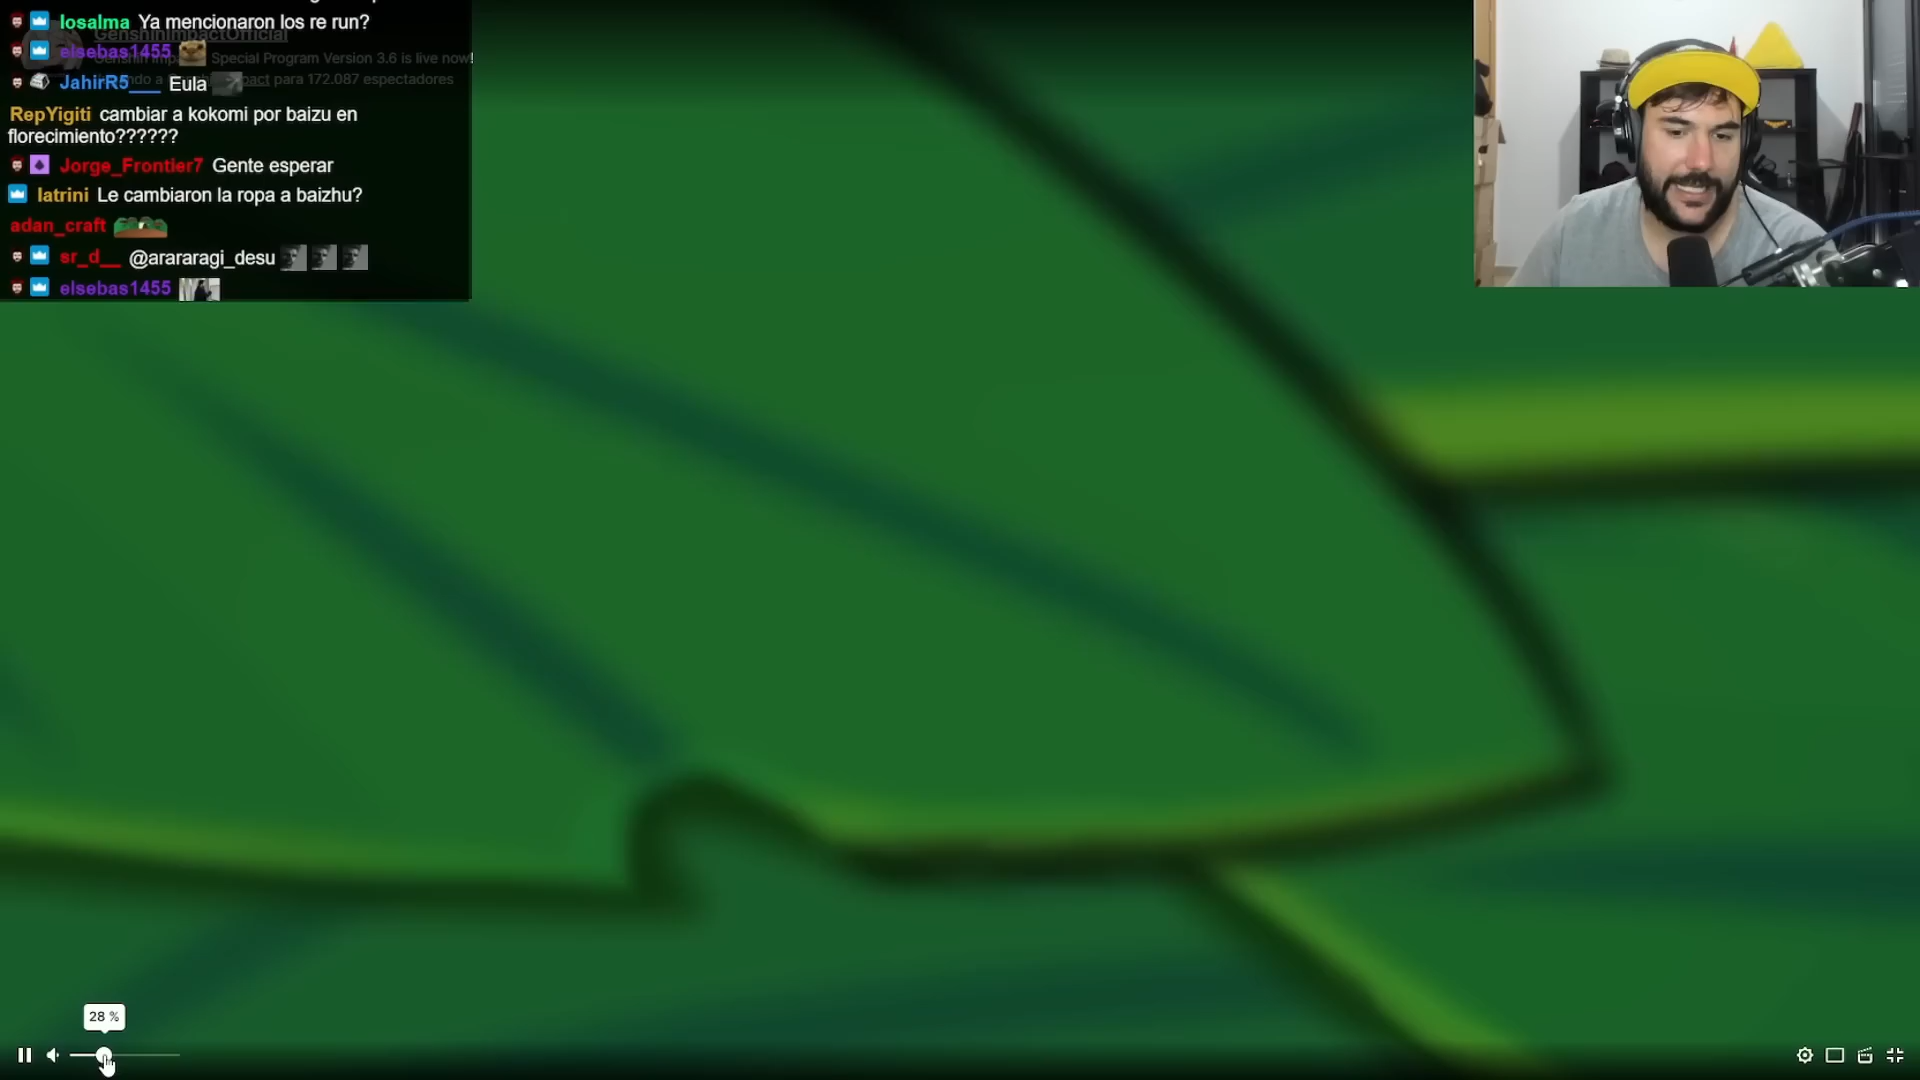 losalma Ya mencionaron los re run?
GenshinImpactOfficial
elsebas1455
Special Program Version 3.6 is live now!
JahirR5___ Eula
para 172.087 espectadores
RepYigiti cambiar a kokomi por baizu en
florecimiento??????
Jorge_Frontier7 Gente esperar
latrini Le cambiaron la ropa a baizhu?
adan_craft
sr_d__ @arararagi_desu
elsebas1455
28 %